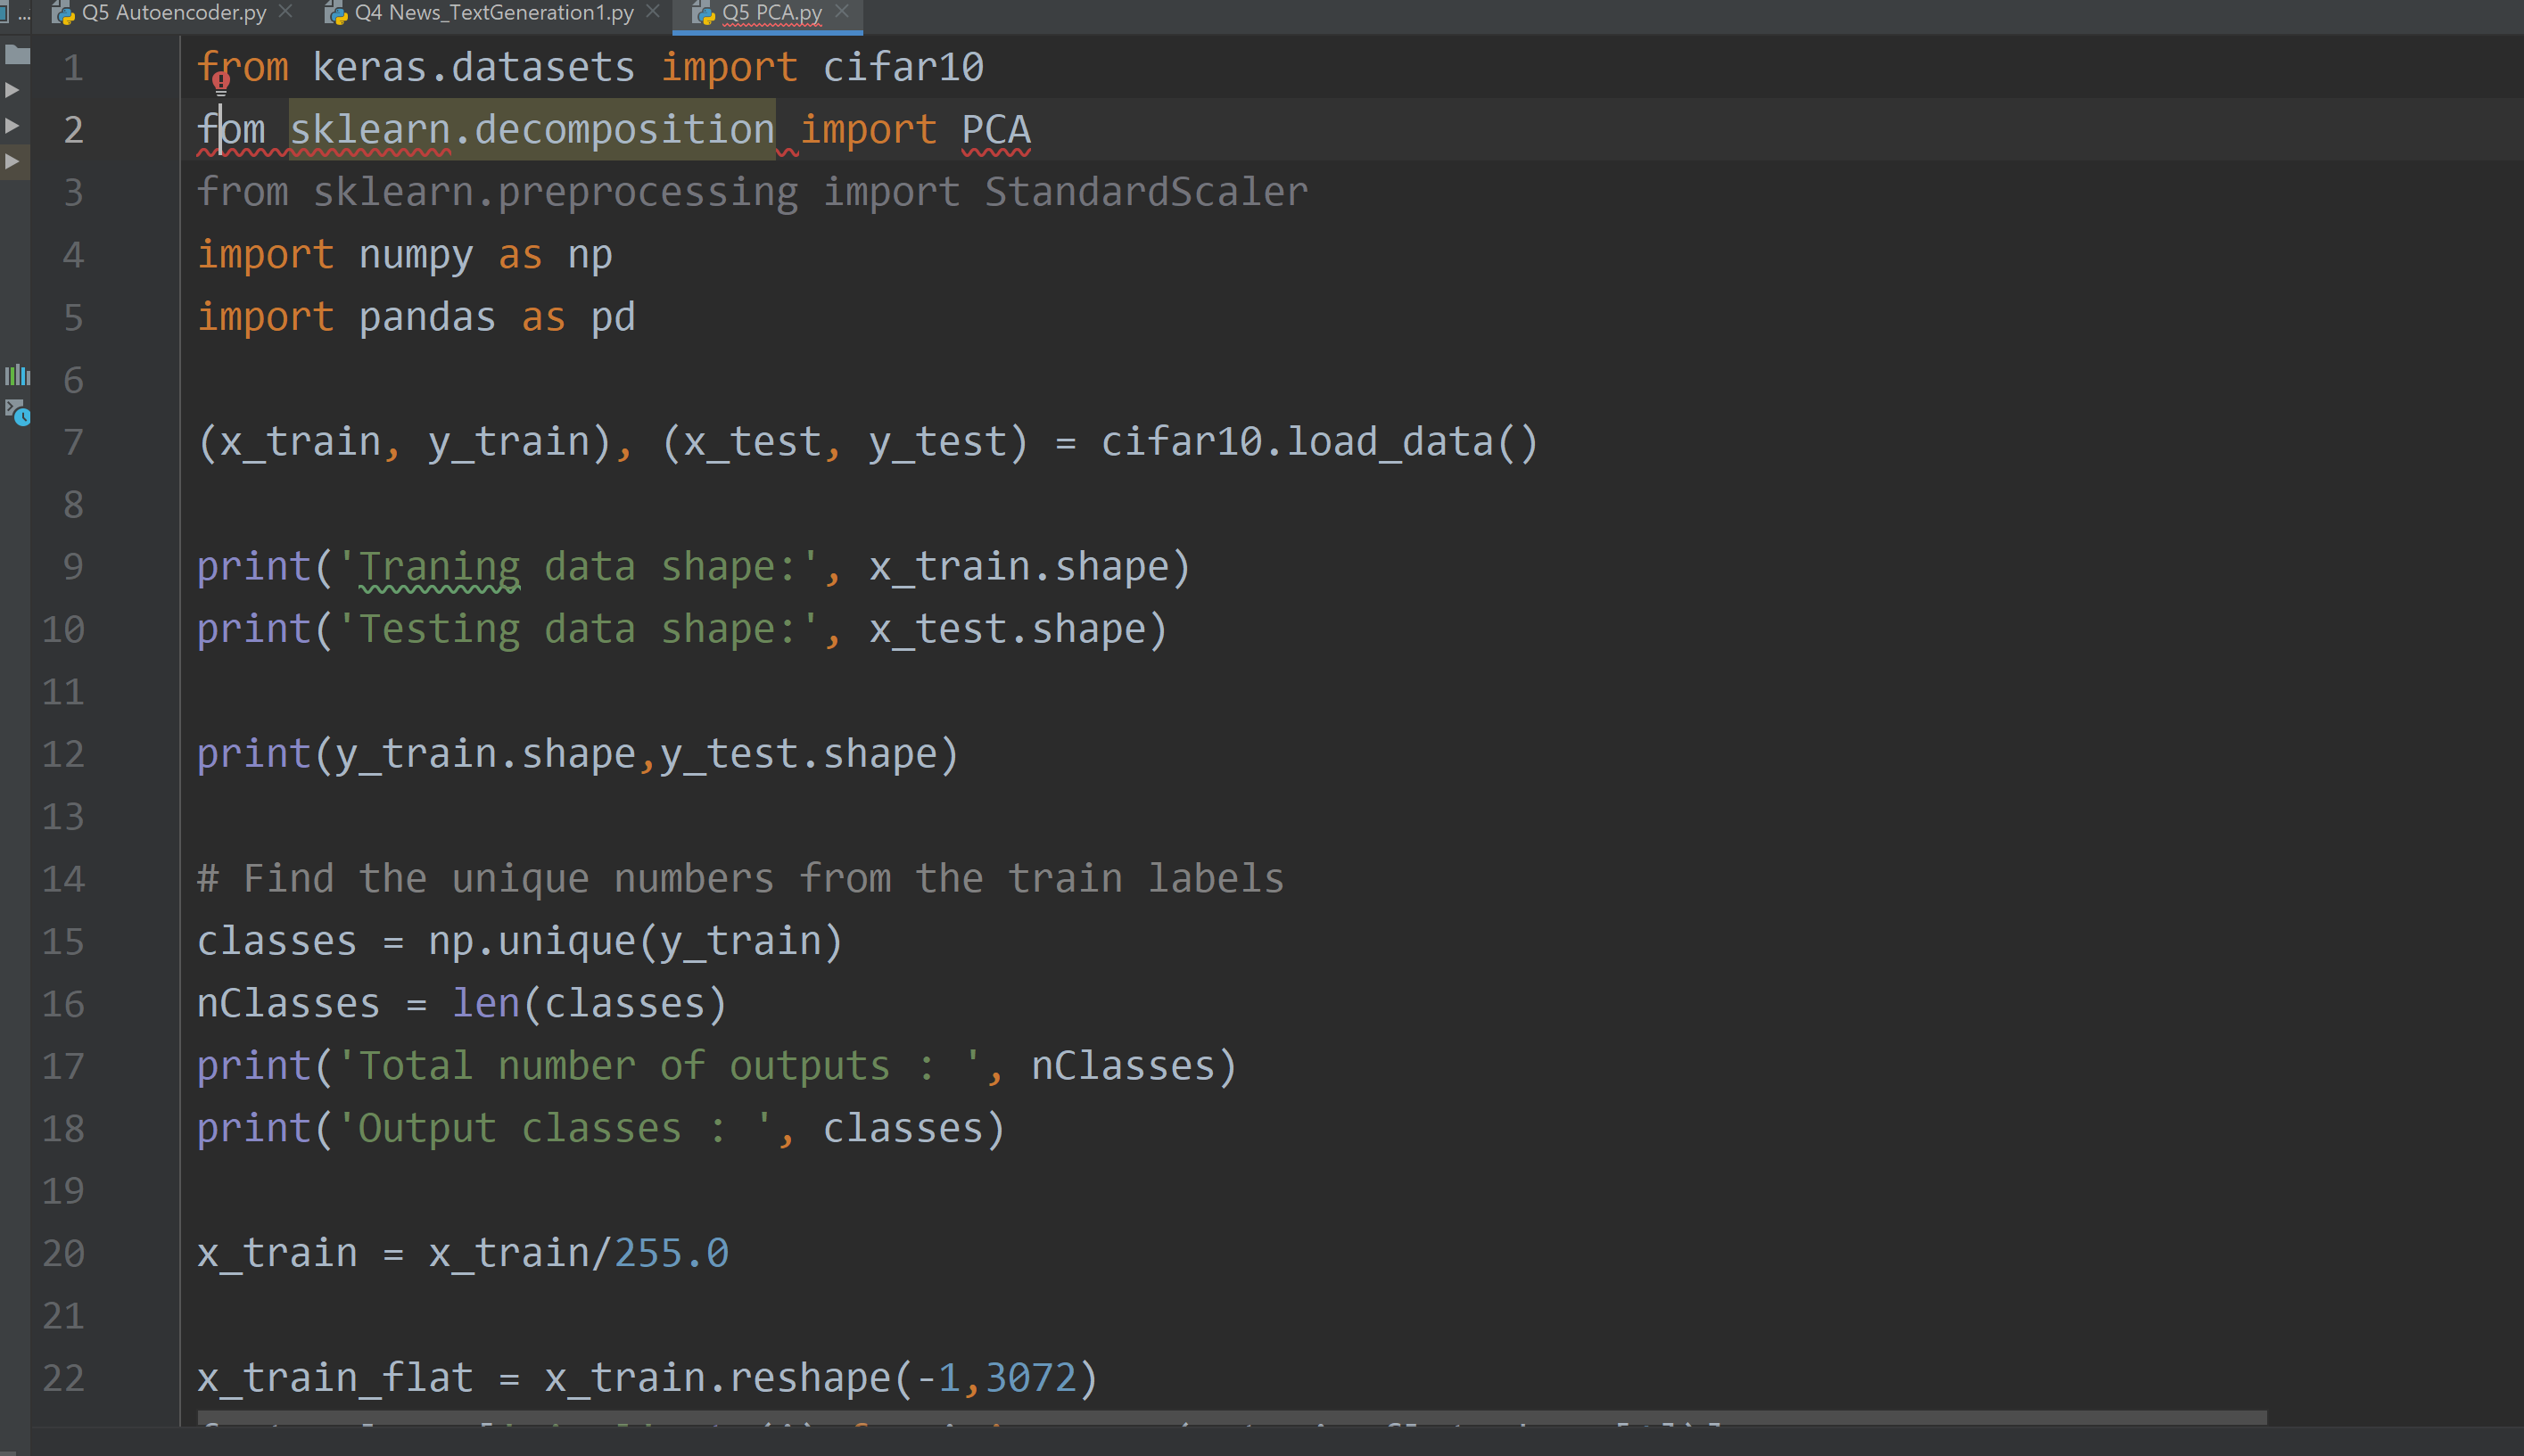 ...
Q5 Autoencoder.py
Q4 News_TextGeneration1.py
Q5 PCA.py
1 from keras.datasets import cifar10
2 fom sklearn.decomposition import PCA
3 from sklearn.preprocessing import StandardScaler
4 import numpy as np
5 import pandas as pd
6
7 (x_train, y_train), (x_test, y_test) = cifar10.load_data()
8
9 print('Traning data shape:', x_train.shape)
10 print('Testing data shape:', x_test.shape)
11
12 print(y_train.shape,y_test.shape)
13
14 # Find the unique numbers from the train labels
15 classes = np.unique(y_train)
16 nClasses = len(classes)
17 print('Total number of outputs : ', nClasses)
18 print('Output classes : ', classes)
19
20 x_train = x_train/255.0
21
22 x_train_flat = x_train.reshape(-1,3072)